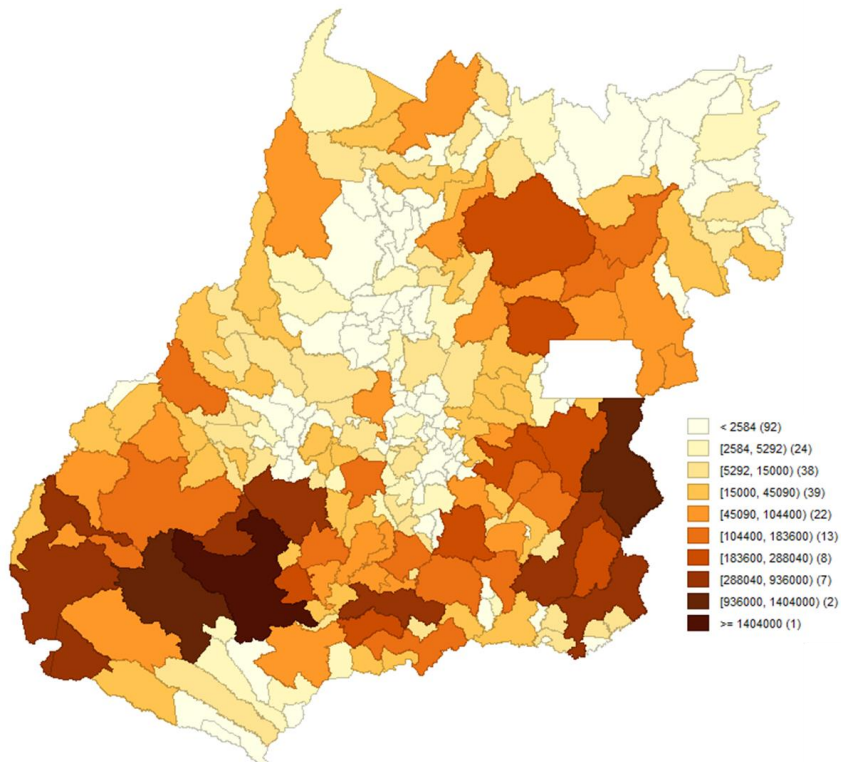 < 2584 (92)
[2584, 5292) (24)
[5292, 15000) (38)
[15000, 45090) (39)
[45090, 104400) (22)
[104400, 183600) (13)
[183600, 288040) (8)
[288040, 936000) (7)
[936000, 1404000) (2)
>= 1404000 (1)